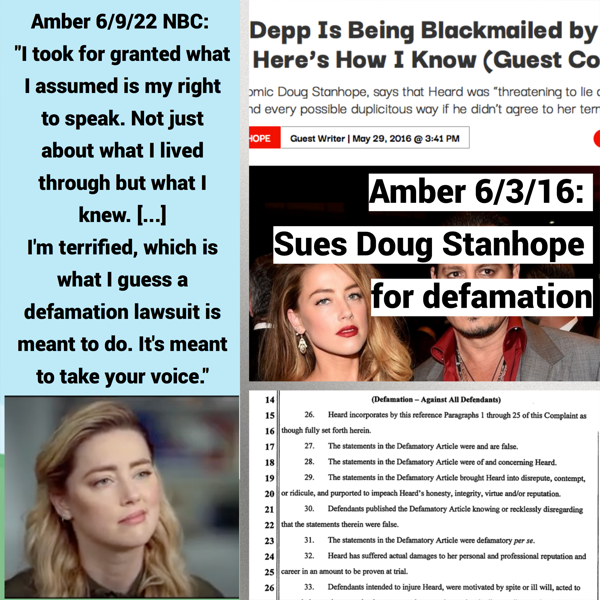 Amber 6/9/22 NBC:
"I took for granted what
I assumed is my right
to speak. Not just
about what I lived
through but what I
knew. [...]
I'm terrified, which is
what I guess a
defamation lawsuit is
meant to do. It's meant
to take your voice."
Depp Is Being Blackmailed by
Here's How I Know (Guest Co
omic Doug Stanhope, says that Heard was "threatening to lie
nd every possible duplicitous way if he didn't agree to her tern
HOPE Guest Writer | May 29, 2016 @ 3:41 PM
Amber 6/3/16:
Sues Doug Stanhope
for defamation
14 (Defamation – Against All Defendants)
15 26. Heard incorporates by this reference Paragraphs 1 through 25 of this Complaint as
16 though fully set forth herein.
17 27. The statements in the Defamatory Article were and are false.
18 28. The statements in the Defamatory Article were of and concerning Heard.
19 29. The statements in the Defamatory Article brought Heard into disrepute, contempt,
20 or ridicule, and purported to impeach Heard's honesty, integrity, virtue and/or reputation.
21 30. Defendants published the Defamatory Article knowing or recklessly disregarding
22 that the statements therein were false.
23 31. The statements in the Defamatory Article were defamatory per se.
24 32. Heard has suffered actual damages to her personal and professional reputation and
25 career in an amount to be proven at trial.
26 33. Defendants intended to injure Heard, were motivated by spite or ill will, acted to